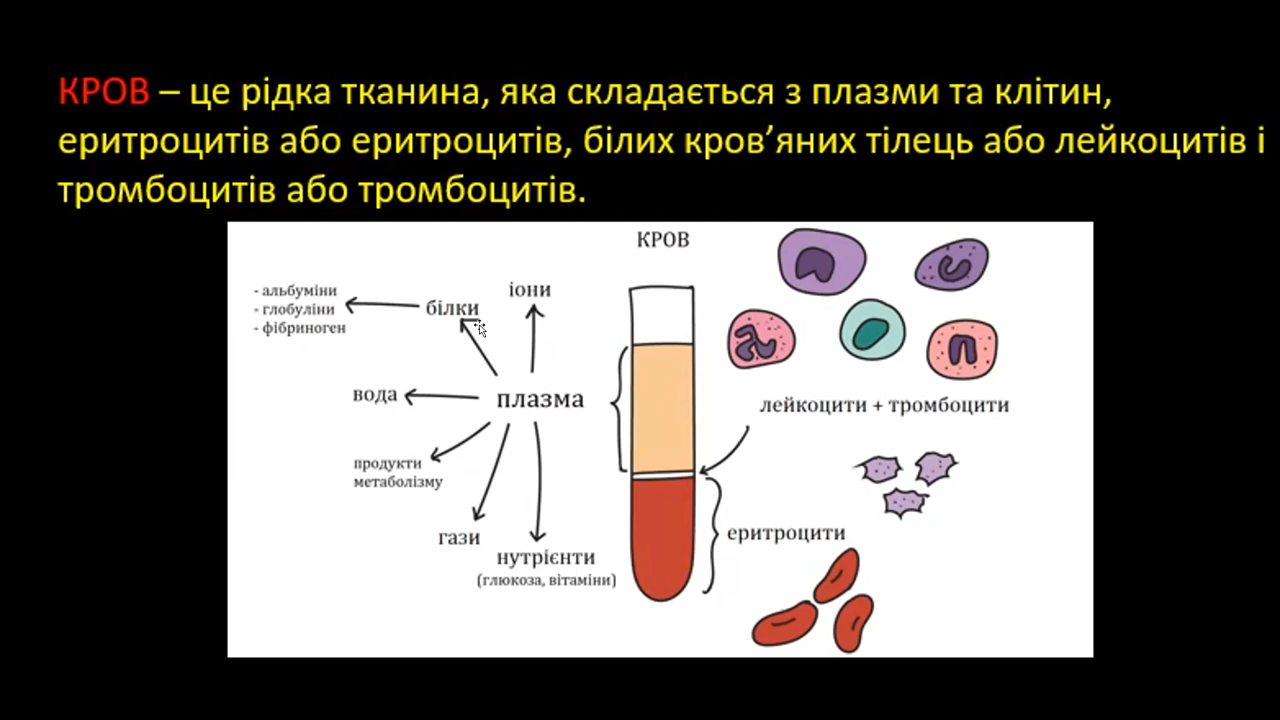 КРОВ – це рідка тканина, яка складається з плазми та клітин,
еритроцитів або еритроцитів, білих кров’яних тілець або лейкоцитів і
тромбоцитів або тромбоцитів.
КРОВ
- альбуміни
- глобуліни
- фібриноген
білки
іони
вода
плазма
продукти
метаболізму
гази
нутрієнти
(глюкоза, вітаміни)
лейкоцити + тромбоцити
еритроцити